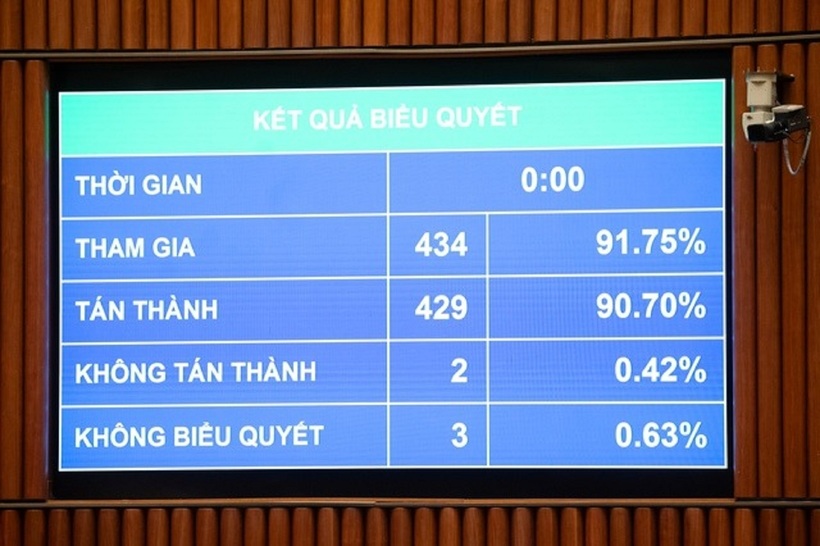 KẾT QUẢ BIỂU QUYẾT
THỜI GIAN 0:00
THAM GIA 434 91.75%
TÁN THÀNH 429 90.70%
KHÔNG TÁN THÀNH 2 0.42%
KHÔNG BIỂU QUYẾT 3 0.63%